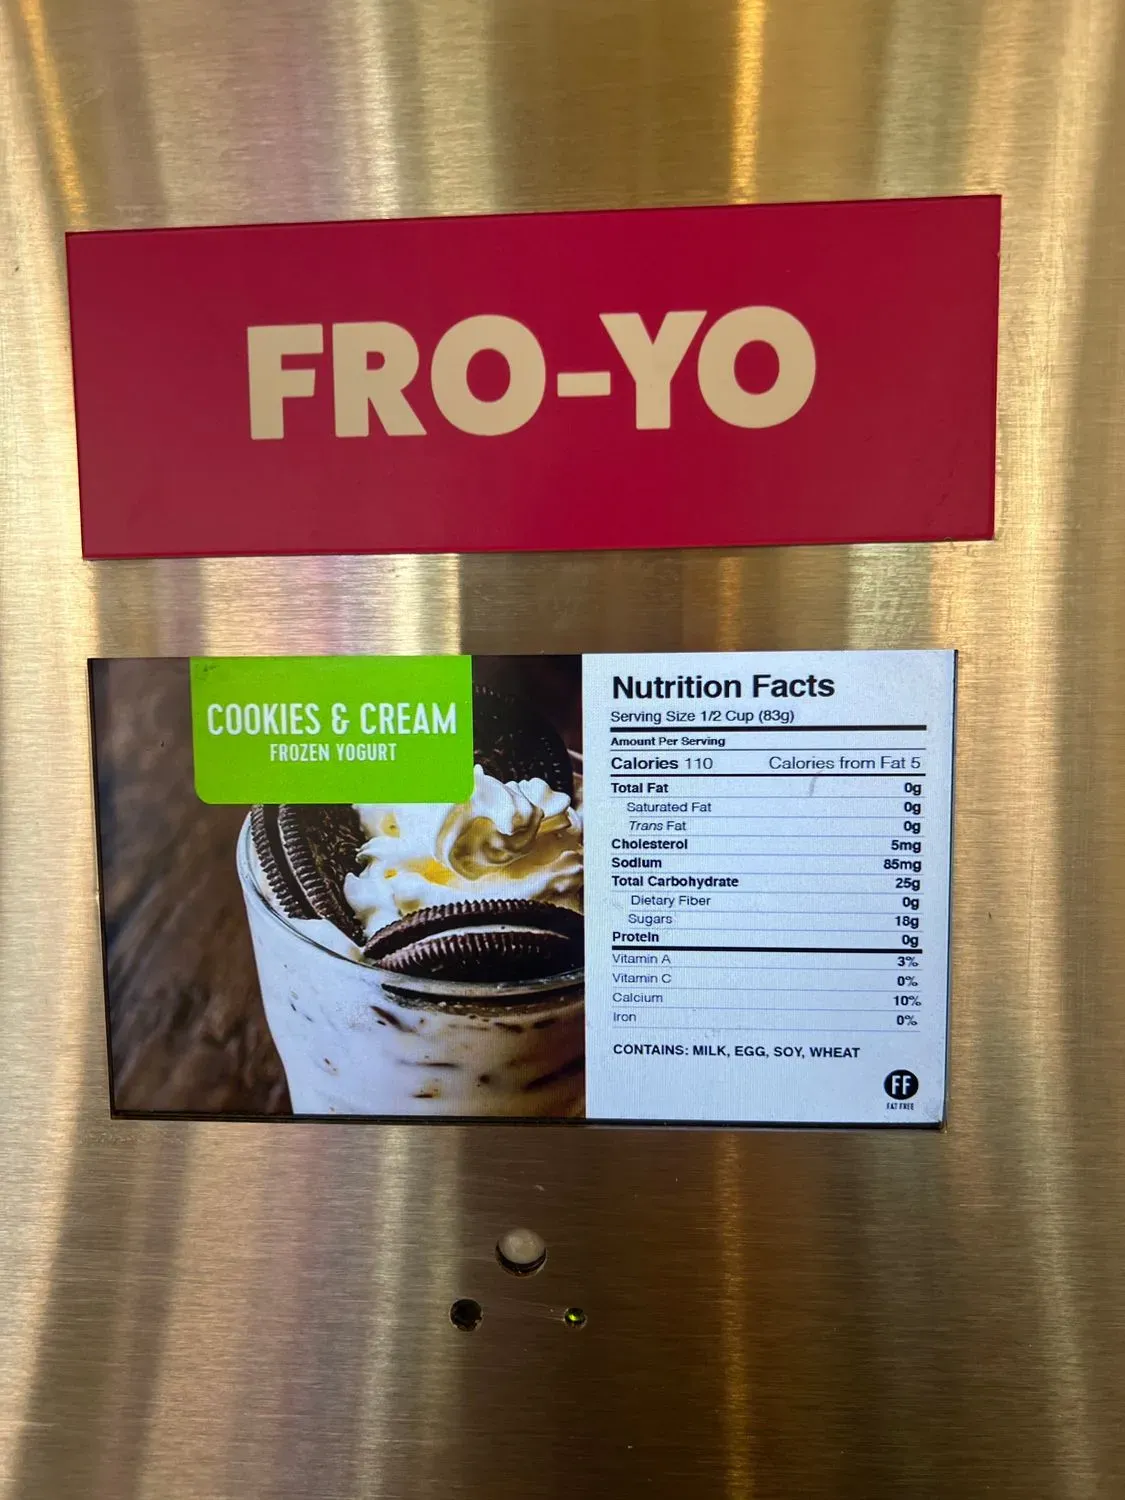 FRO-YO
COOKIES & CREAM
FROZEN YOGURT
Nutrition Facts
Serving Size 1/2 Cup (83g)
Amount Per Serving
Calories 110 Calories from Fat 5
Total Fat 0g
Saturated Fat 0g
Trans Fat 0g
Cholesterol 5mg
Sodium 85mg
Total Carbohydrate 25g
Dietary Fiber 0g
Sugars 18g
Protein 0g
Vitamin A 3%
Vitamin C 0%
Calcium 10%
Iron 0%
CONTAINS: MILK, EGG, SOY, WHEAT
FF
FAT FREE